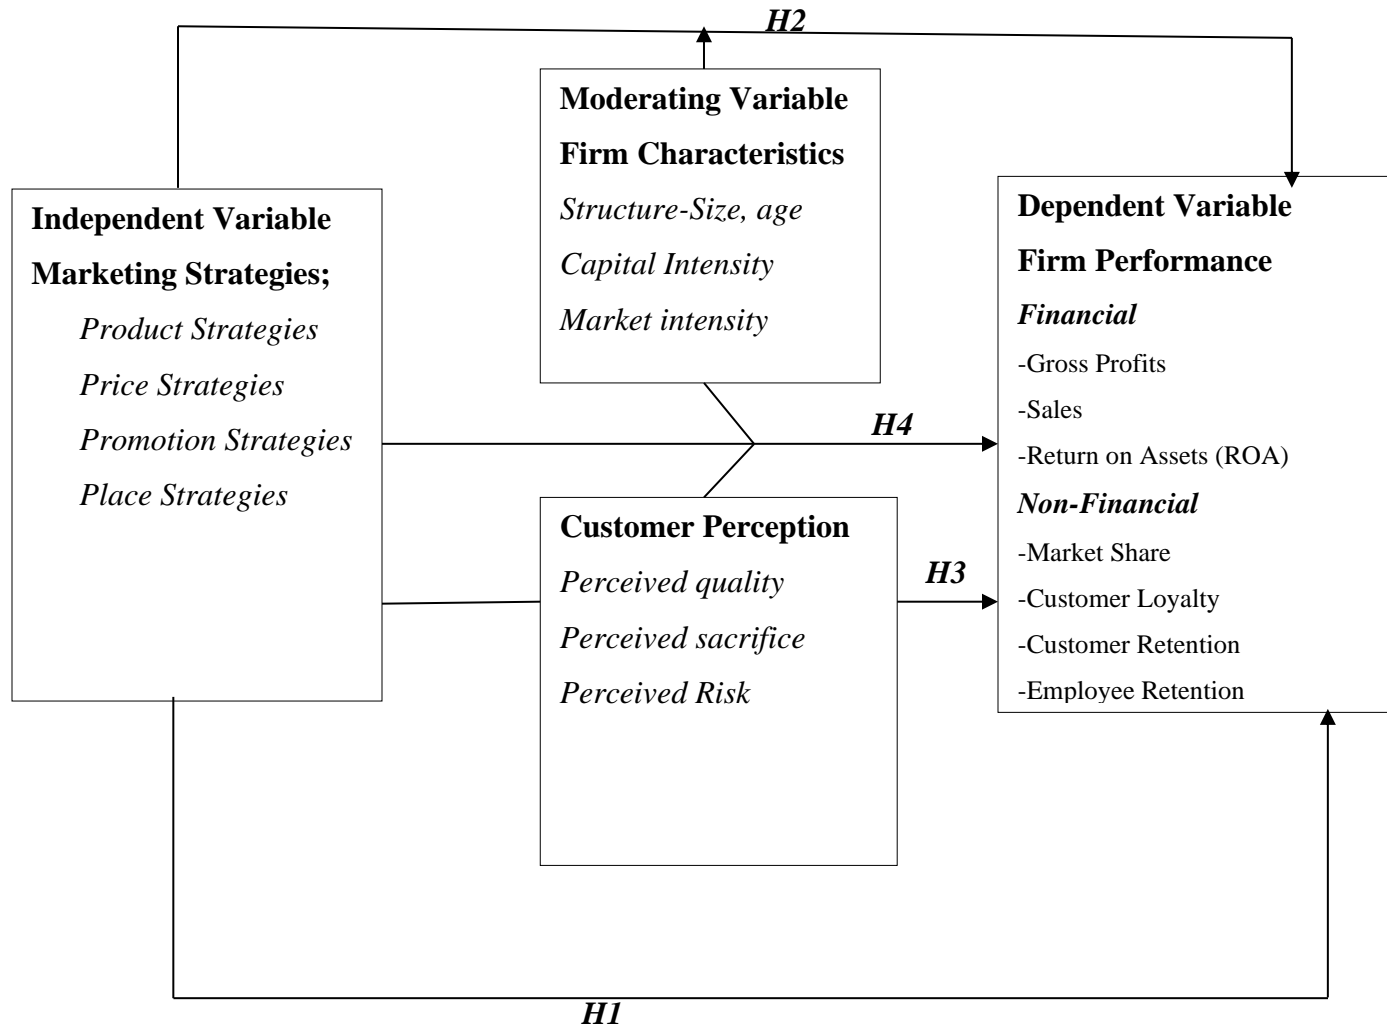 H2
Moderating Variable
Firm Characteristics
Structure-Size, age
Capital Intensity
Market intensity
Independent Variable
Marketing Strategies;
Product Strategies
Price Strategies
Promotion Strategies
Place Strategies
Dependent Variable
Firm Performance
Financial
-Gross Profits
-Sales
-Return on Assets (ROA)
Non-Financial
-Market Share
-Customer Loyalty
-Customer Retention
-Employee Retention
H4
Customer Perception
Perceived quality
Perceived sacrifice
Perceived Risk
H3
H1